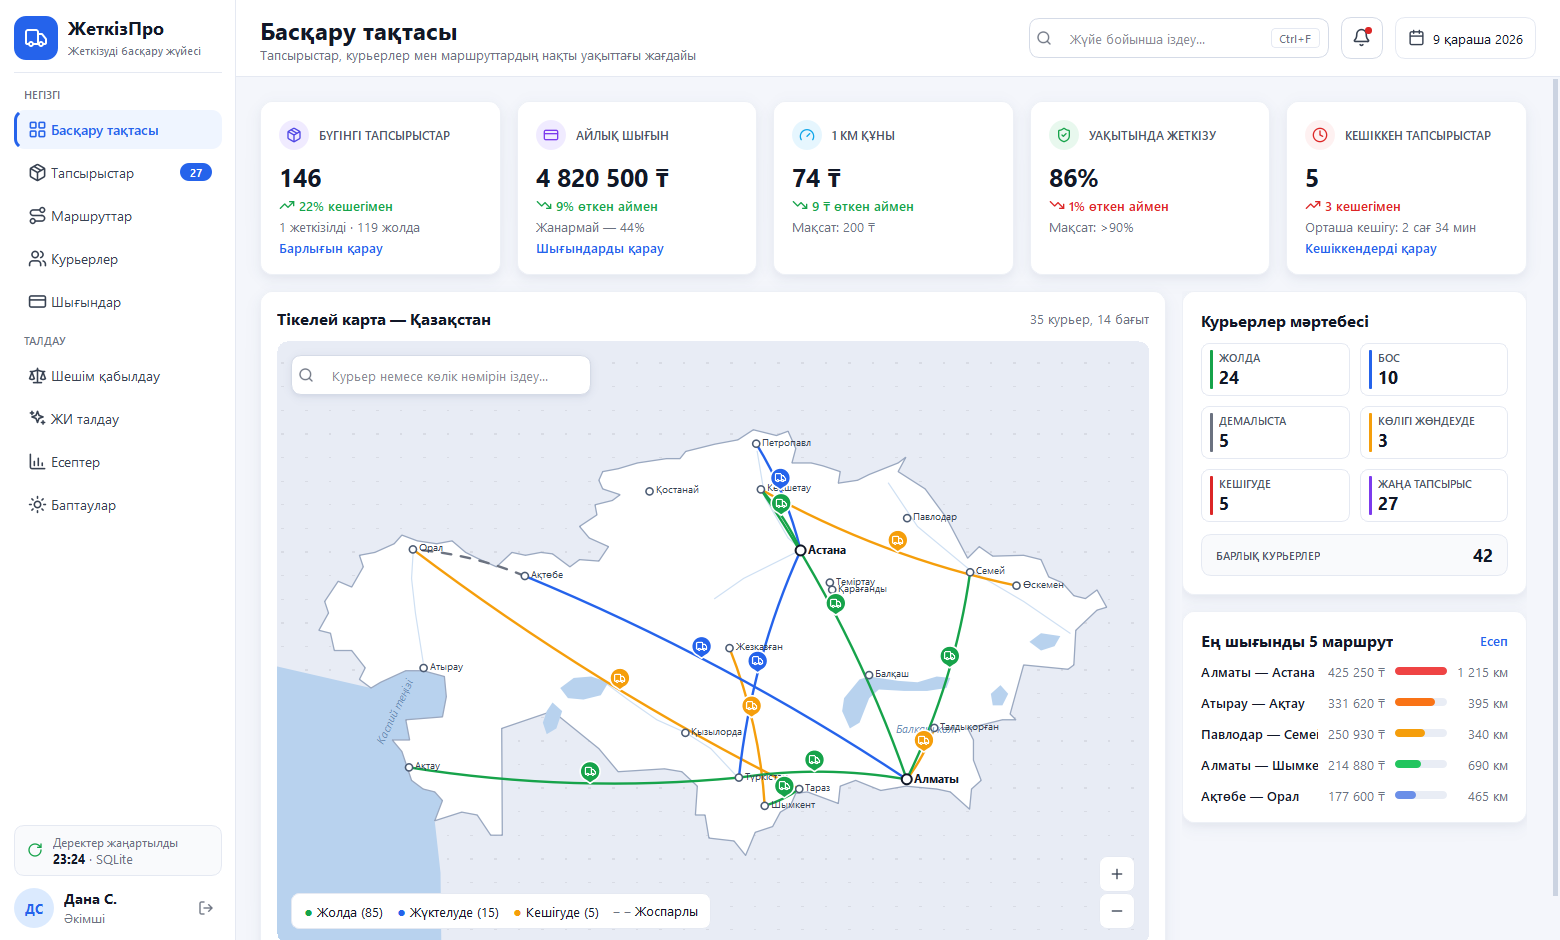 ЖеткізПро
Жеткізуді басқару жүйесі
НЕГІЗГІ
Басқару тақтасы
Тапсырыстар 27
Маршруттар
Курьерлер
Шығындар
ТАЛДАУ
Шешім қабылдау
ЖИ талдау
Есептер
Баптаулар
Деректер жаңартылды
23:24 · SQLite
ДС
Дана С.
Әкімші
Басқару тақтасы
Тапсырыстар, курьерлер мен маршруттардың нақты уақыттағы жағдайы
Жүйе бойынша іздеу... Ctrl+F
9 қараша 2026
БҮГІНГІ ТАПСЫРЫСТАР
146
22% кешегімен
1 жеткізілді · 119 жолда
Барлығын қарау
АЙЛЫҚ ШЫҒЫН
4 820 500 ₸
9% өткен аймен
Жанармай — 44%
Шығындарды қарау
1 КМ ҚҰНЫ
74 ₸
9 ₸ өткен аймен
Мақсат: 200 ₸
УАҚЫТЫНДА ЖЕТКІЗУ
86%
1% өткен аймен
Мақсат: >90%
КЕШІККЕН ТАПСЫРЫСТАР
5
3 кешегімен
Орташа кешігу: 2 сағ 34 мин
Кешіккендерді қарау
Тікелей карта — Қазақстан
35 курьер, 14 бағыт
Курьер немесе көлік нөмірін іздеу...
Петропавл
Қостанай
Павлодар
Орал
Астана
Ақтөбе
Семей
Теміртау
Қарағанды
Өскемен
Жезқазған
Атырау
Балқаш
Каспий теңізі
Талдықорған
Қызылорда
Ақтау
Алматы
Тараз
Шымкент
Жолда (85)
Жүктелуде (15)
Кешігуде (5)
Жоспарлы
+
−
Курьерлер мәртебесі
ЖОЛДА
24
БОС
10
ДЕМАЛЫСТА
5
КӨЛІГІ ЖӨНДЕУДЕ
3
КЕШІГУДЕ
5
ЖАҢА ТАПСЫРЫС
27
БАРЛЫҚ КУРЬЕРЛЕР 42
Ең шығынды 5 маршрут Есеп
Алматы — Астана 425 250 ₸ 1 215 км
Атырау — Ақтау 331 620 ₸ 395 км
Павлодар — Семе 250 930 ₸ 340 км
Алматы — Шымке 214 880 ₸ 690 км
Ақтөбе — Орал 177 600 ₸ 465 км